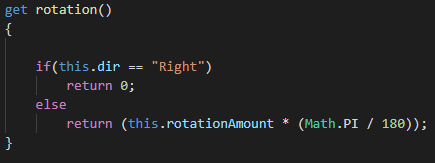 get rotation()
{
if(this.dir == "Right")
return 0;
else
return (this.rotationAmount * (Math.PI / 180));
}